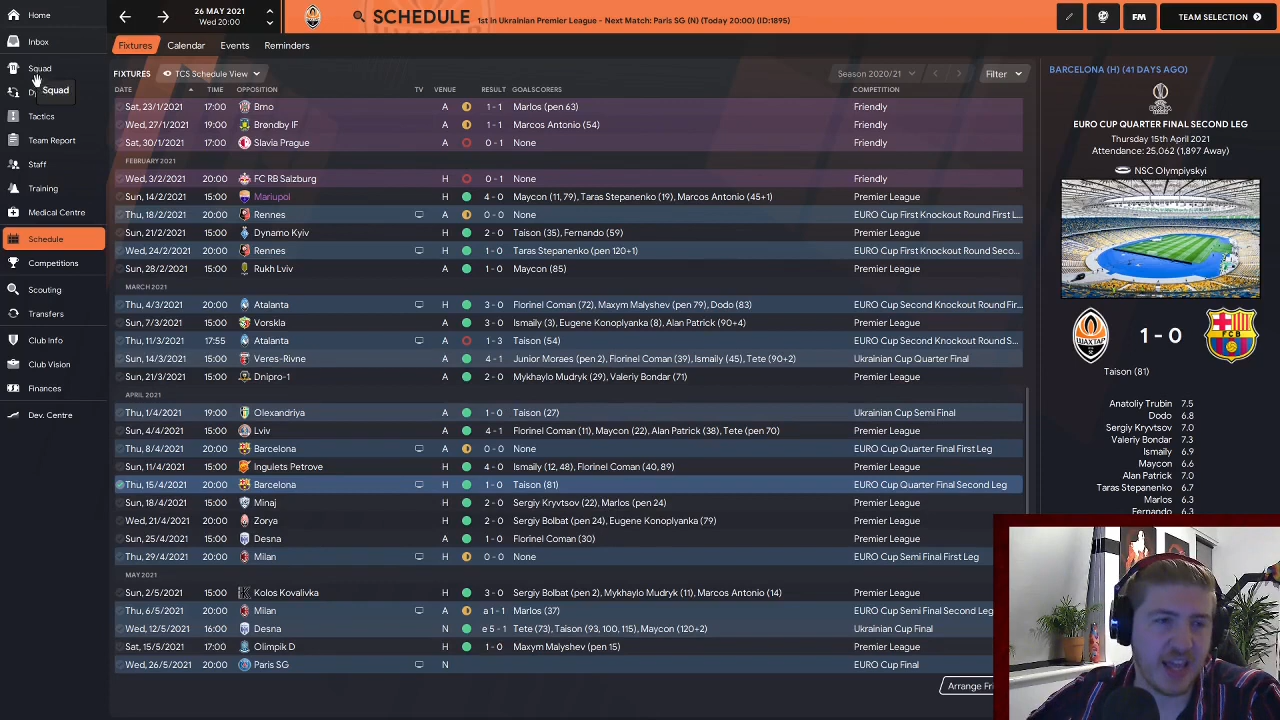 26 MAY 2021
Wed 20:00
SCHEDULE
1st in Ukrainian Premier League - Next Match: Paris SG (N) (Today 20:00) (ID:1895)
FM
TEAM SELECTION
Home
Inbox
Squad
Squad
Tactics
Team Report
Staff
Training
Medical Centre
Schedule
Competitions
Scouting
Transfers
Club Info
Club Vision
Finances
Dev. Centre
Fixtures Calendar Events Reminders
FIXTURES TCS Schedule View Season 2020/21 Filter
DATE TIME OPPOSITION TV VENUE RESULT GOALSCORERS COMPETITION
Sat, 23/1/2021 17:00 Brno A 1 - 1 Marlos (pen 63) Friendly
Wed, 27/1/2021 19:00 Brøndby IF A 1 - 1 Marcos Antonio (54) Friendly
Sat, 30/1/2021 17:00 Slavia Prague A 0 - 1 None Friendly
FEBRUARY 2021
Wed, 3/2/2021 20:00 FC RB Salzburg H 0 - 1 None Friendly
Sun, 14/2/2021 15:00 Mariupol H 4 - 0 Maycon (11, 79), Taras Stepanenko (19), Marcos Antonio (45+1) Premier League
Thu, 18/2/2021 20:00 Rennes A 0 - 0 None EURO Cup First Knockout Round First L...
Sun, 21/2/2021 15:00 Dynamo Kyiv H 2 - 0 Taison (35), Fernando (59) Premier League
Wed, 24/2/2021 20:00 Rennes H 1 - 0 Taras Stepanenko (pen 120+1) EURO Cup First Knockout Round Seco...
Sun, 28/2/2021 15:00 Rukh Lviv A 1 - 0 Maycon (85) Premier League
MARCH 2021
Thu, 4/3/2021 20:00 Atalanta H 3 - 0 Florinel Coman (72), Maxym Malyshev (pen 79), Dodo (83) EURO Cup Second Knockout Round Fir...
Sun, 7/3/2021 15:00 Vorskla H 3 - 0 Ismaily (3), Eugene Konoplyanka (8), Alan Patrick (90+4) Premier League
Thu, 11/3/2021 17:55 Atalanta A 1 - 3 Taison (54) EURO Cup Second Knockout Round S...
Sun, 14/3/2021 15:00 Veres-Rivne A 4 - 1 Junior Moraes (pen 2), Florinel Coman (39), Ismaily (45), Tete (90+2) Ukrainian Cup Quarter Final
Sun, 21/3/2021 15:00 Dnipro-1 A 2 - 0 Mykhaylo Mudryk (29), Valeriy Bondar (71) Premier League
APRIL 2021
Thu, 1/4/2021 19:00 Olexandriya A 1 - 0 Taison (27) Ukrainian Cup Semi Final
Sun, 4/4/2021 15:00 Lviv A 4 - 1 Florinel Coman (11), Maycon (22), Alan Patrick (38), Tete (pen 70) Premier League
Thu, 8/4/2021 20:00 Barcelona A 0 - 0 None EURO Cup Quarter Final First Leg
Sun, 11/4/2021 15:00 Ingulets Petrove H 4 - 0 Ismaily (12, 48), Florinel Coman (40, 89) Premier League
Thu, 15/4/2021 20:00 Barcelona H 1 - 0 Taison (81) EURO Cup Quarter Final Second Leg
Sun, 18/4/2021 15:00 Minaj H 2 - 0 Sergiy Kryvtsov (22), Marlos (pen 24) Premier League
Wed, 21/4/2021 20:00 Zorya H 2 - 0 Sergiy Bolbat (pen 24), Eugene Konoplyanka (79) Premier League
Sun, 25/4/2021 15:00 Desna A 1 - 0 Florinel Coman (30) Premier League
Thu, 29/4/2021 20:00 Milan H 0 - 0 None EURO Cup Semi Final First Leg
MAY 2021
Sun, 2/5/2021 15:00 Kolos Kovalivka H 3 - 0 Sergiy Bolbat (pen 2), Mykhaylo Mudryk (11), Marcos Antonio (14) Premier League
Thu, 6/5/2021 20:00 Milan A a 1 - 1 Marlos (37) EURO Cup Semi Final Second Leg
Wed, 12/5/2021 16:00 Desna N e 5 - 1 Tete (73), Taison (93, 100, 115), Maycon (120+2) Ukrainian Cup Final
Sat, 15/5/2021 17:00 Olimpik D H 1 - 0 Maxym Malyshev (pen 15) Premier League
Wed, 26/5/2021 20:00 Paris SG N EURO Cup Final
Arrange Fri
BARCELONA (H) (41 DAYS AGO)
EURO CUP QUARTER FINAL SECOND LEG
Thursday 15th April 2021
Attendance: 25,062 (1,897 Away)
NSC Olympiyskyi
ШАХТАР 1 - 0 FCB
Taison (81)
Anatoliy Trubin 7.5
Dodo 6.8
Sergiy Kryvtsov 7.0
Valeriy Bondar 7.3
Ismaily 6.9
Maycon 6.6
Alan Patrick 7.0
Taras Stepanenko 6.7
Marlos 6.3
Fernando 6.3